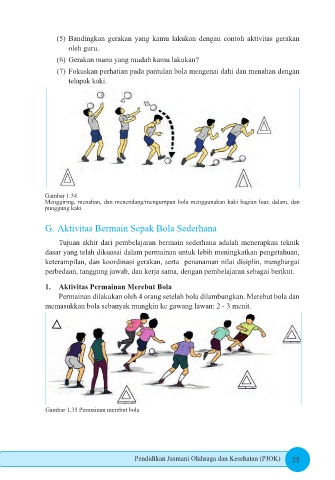 (5) Bandingkan gerakan yang kamu lakukan dengan contoh aktivitas gerakan
oleh guru.
(6) Gerakan mana yang mudah kamu lakukan?
(7) Fokuskan perhatian pada pantulan bola mengenai dahi dan menahan dengan
telapak kaki.
Gambar 1.34
Menggiring, menahan, dan menendang/mengumpan bola menggunakan kaki bagian luar, dalam, dan
punggung kaki
G. Aktivitas Bermain Sepak Bola Sederhana
Tujuan akhir dari pembelajaran bermain sederhana adalah menerapkan teknik
dasar yang telah dikuasai dalam permainan untuk lebih meningkatkan pengetahuan,
keterampilan, dan koordinasi gerakan, serta penanaman nilai disiplin, menghargai
perbedaan, tanggung jawab, dan kerja sama, dengan pembelajaran sebagai berikut.
1. Aktivitas Permainan Merebut Bola
Permainan dilakukan oleh 4 orang setelah bola dilambungkan. Merebut bola dan
memasukkan bola sebanyak mungkin ke gawang lawan: 2 - 3 menit.
Gambar 1.35 Permainan merebut bola
Pendidikan Jasmani Olahraga dan Kesehatan (PJOK) 25